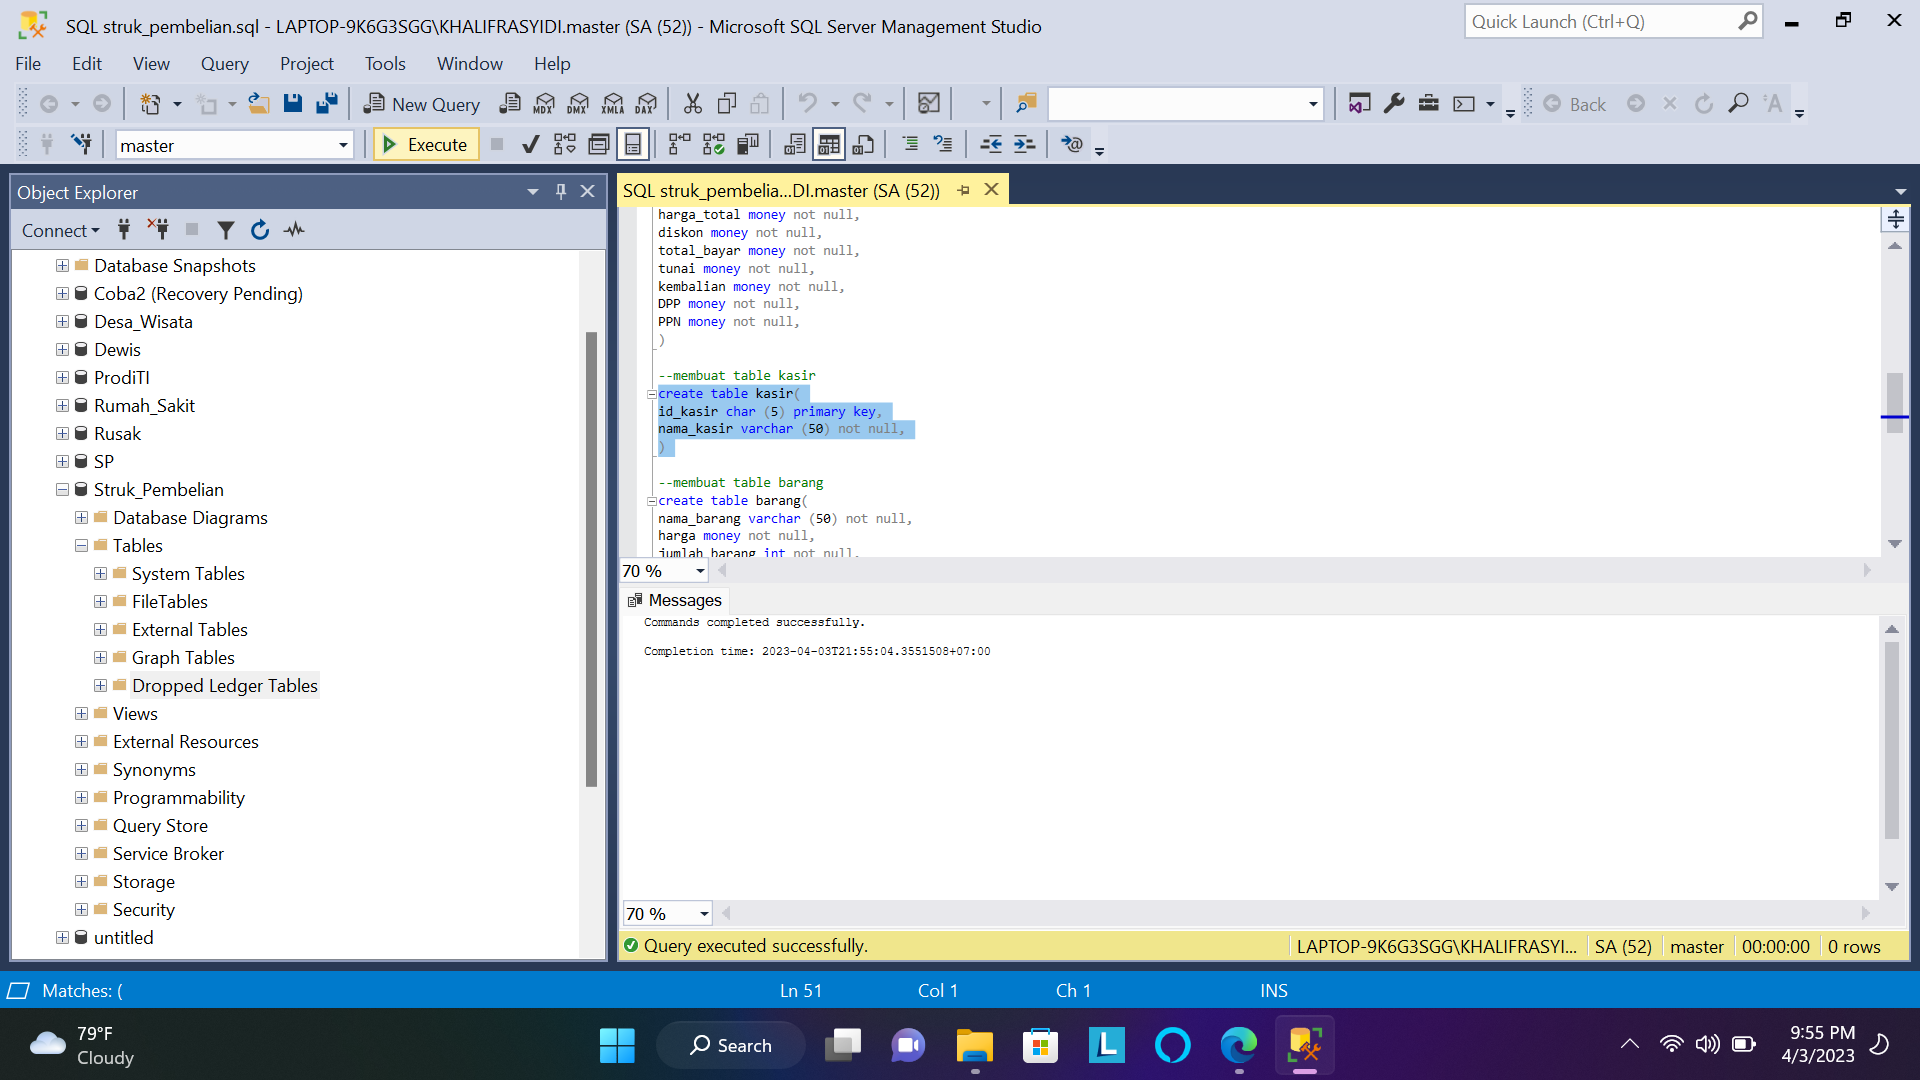 SQL struk_pembelian.sql - LAPTOP-9K6G3SGG\KHALIFRASYIDI.master (SA (52)) - Microsoft SQL Server Management Studio
Quick Launch (Ctrl+Q)
File Edit View Query Project Tools Window Help
New Query MDX DMX XMLA DAX Back
master Execute
Object Explorer
Connect
Database Snapshots
Coba2 (Recovery Pending)
Desa_Wisata
Dewis
ProdiTI
Rumah_Sakit
Rusak
SP
Struk_Pembelian
Database Diagrams
Tables
System Tables
FileTables
External Tables
Graph Tables
Dropped Ledger Tables
Views
External Resources
Synonyms
Programmability
Query Store
Service Broker
Storage
Security
untitled
SQL struk_pembelia...DI.master (SA (52))
harga_total money not null,
diskon money not null,
total_bayar money not null,
tunai money not null,
kembalian money not null,
DPP money not null,
PPN money not null,
)
--membuat table kasir
create table kasir(
id_kasir char (5) primary key,
nama_kasir varchar (50) not null,
)
--membuat table barang
create table barang(
nama_barang varchar (50) not null,
harga money not null,
jumlah_barang int not null,
70 %
Messages
Commands completed successfully.
Completion time: 2023-04-03T21:55:04.3551508+07:00
70 %
Query executed successfully. LAPTOP-9K6G3SGG\KHALIFRASYI... SA (52) master 00:00:00 0 rows
Matches: ( Ln 51 Col 1 Ch 1 INS
79°F
Cloudy
Search
L
9:55 PM
4/3/2023